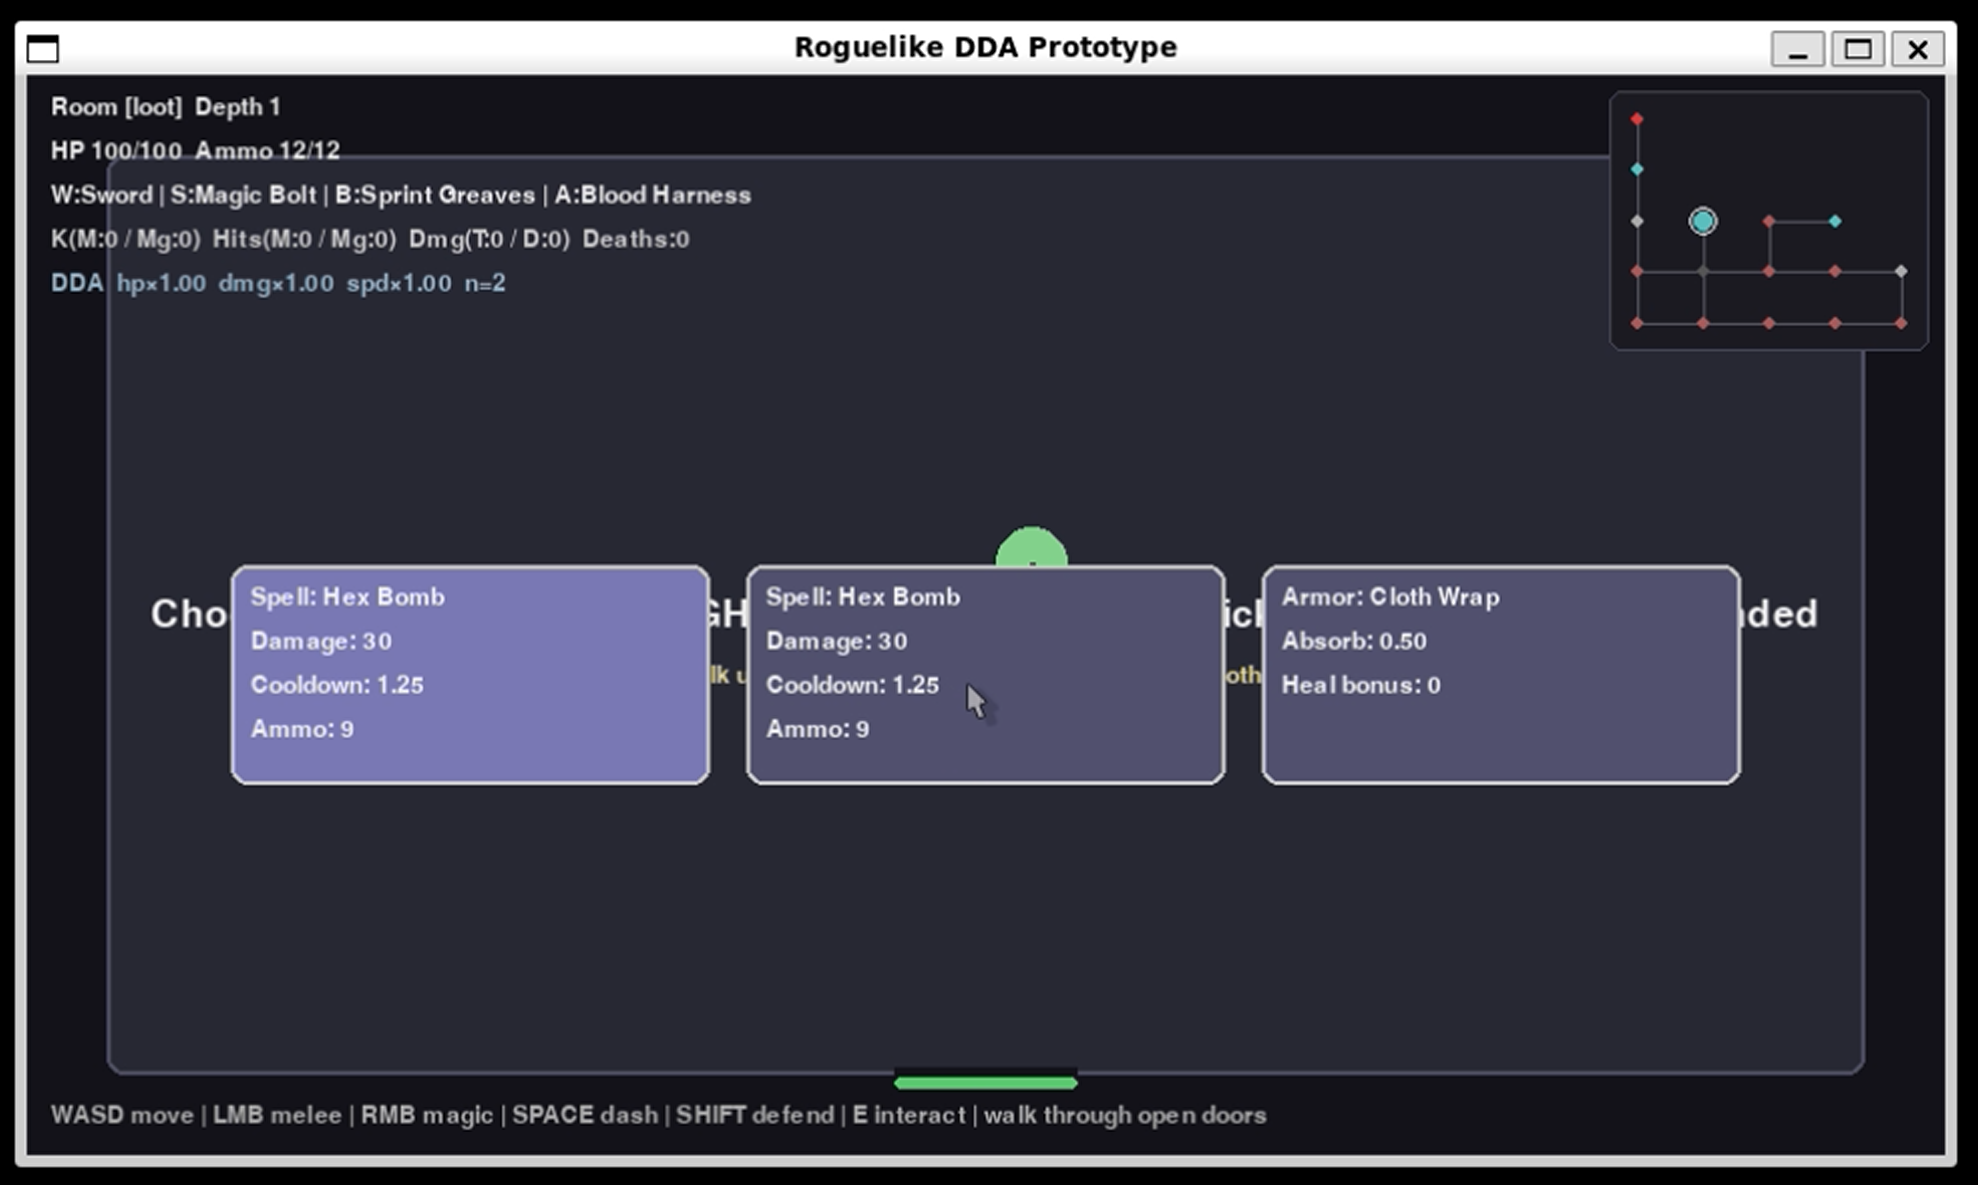 Roguelike DDA Prototype
Room [loot] Depth 1
HP 100/100 Ammo 12/12
W:Sword | S:Magic Bolt | B:Sprint Greaves | A:Blood Harness
K(M:0 / Mg:0) Hits(M:0 / Mg:0) Dmg(T:0 / D:0) Deaths:0
DDA hp×1.00 dmg×1.00 spd×1.00 n=2
Spell: Hex Bomb
Damage: 30
Cooldown: 1.25
Ammo: 9
Spell: Hex Bomb
Damage: 30
Cooldown: 1.25
Ammo: 9
Armor: Cloth Wrap
Absorb: 0.50
Heal bonus: 0
WASD move | LMB melee | RMB magic | SPACE dash | SHIFT defend | E interact | walk through open doors